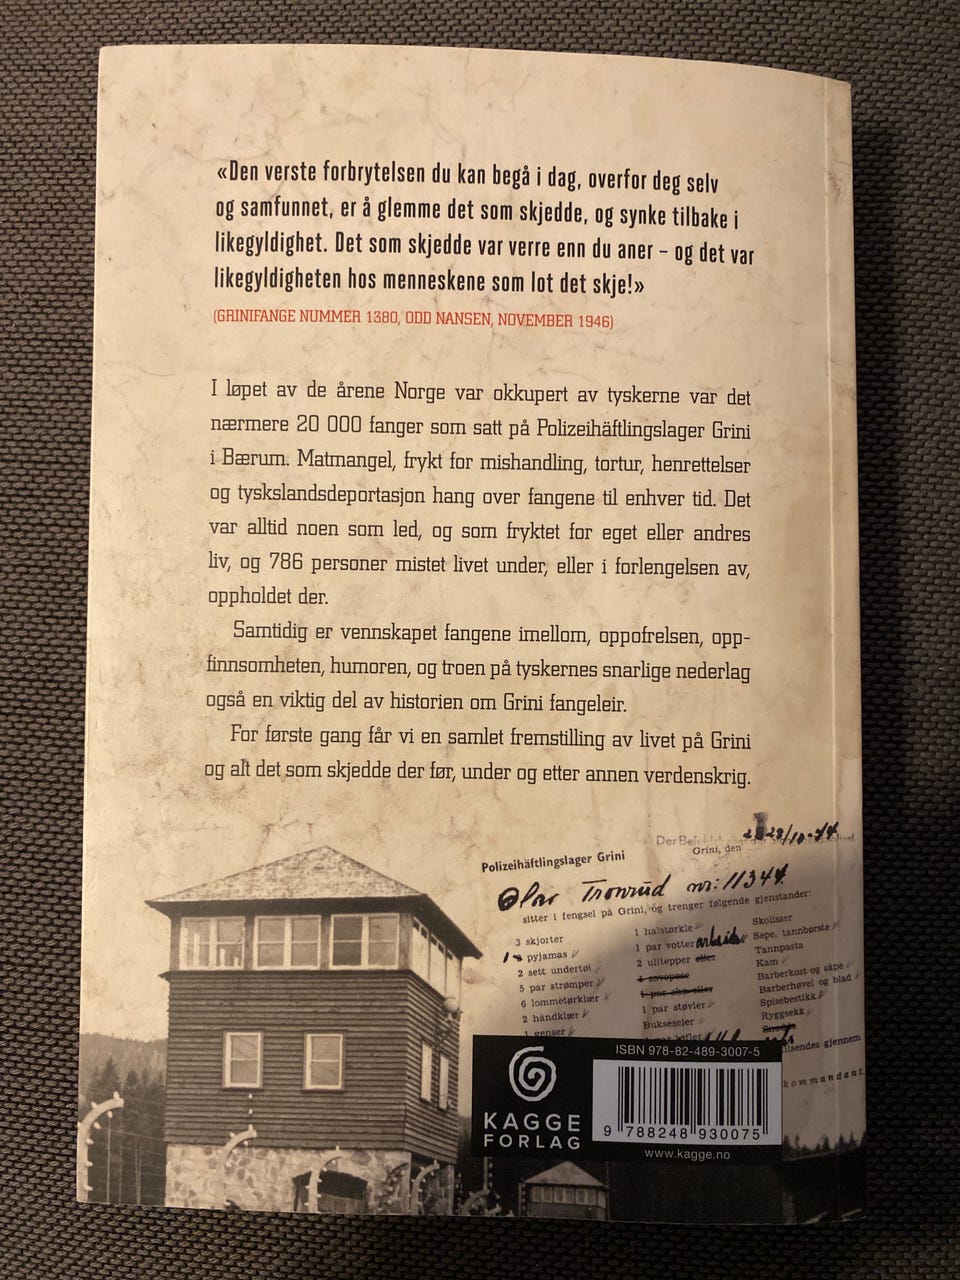 «Den verste forbrytelsen du kan begå i dag, overfor deg selv
og samfunnet, er å glemme det som skjedde, og synke tilbake i
likegyldighet. Det som skjedde var verre enn du aner – og det var
likegyldigheten hos menneskene som lot det skje!»
(GRINIFANGE NUMMER 1380, ODD NANSEN, NOVEMBER 1946)
I løpet av de årene Norge var okkupert av tyskerne var det
nærmere 20 000 fanger som satt på Polizeihäftlingslager Grini
i Bærum. Matmangel, frykt for mishandling, tortur, henrettelser
og tyskslandsdeportasjon hang over fangene til enhver tid. Det
var alltid noen som led, og som fryktet for eget eller andres
liv, og 786 personer mistet livet under, eller i forlengelsen av,
oppholdet der.
Samtidig er vennskapet fangene imellom, oppofrelsen, opp-
finnsomheten, humoren, og troen på tyskernes snarlige nederlag
også en viktig del av historien om Grini fangeleir.
For første gang får vi en samlet fremstilling av livet på Grini
og alt det som skjedde der før, under og etter annen verdenskrig.
Grini, den 28/10-44
Polizeihäftlingslager Grini
Tronrud nr: 11344
sitter i fengsel på Grini, og trenger følgende gjenstander:
3 skjorter
pyjamas
2 sett undertøi
5 par strømper
6 lommetørklær
2 håndklær
1 genser
1 halstørkle
1 par votter arbeids
2 ulltepper eller
1 sovepose
1 par støvler
Bukseseler
Skolisser
Sepe, tannbørste
Tannpasta
Kam
Barberkost og såpe
Barberhøvel og blad
Spisebestikk
Ryggsekk
gjennem
kommandant.
KAGGE
FORLAG
ISBN 978-82-489-3007-5
9 788248 930075
www.kagge.no